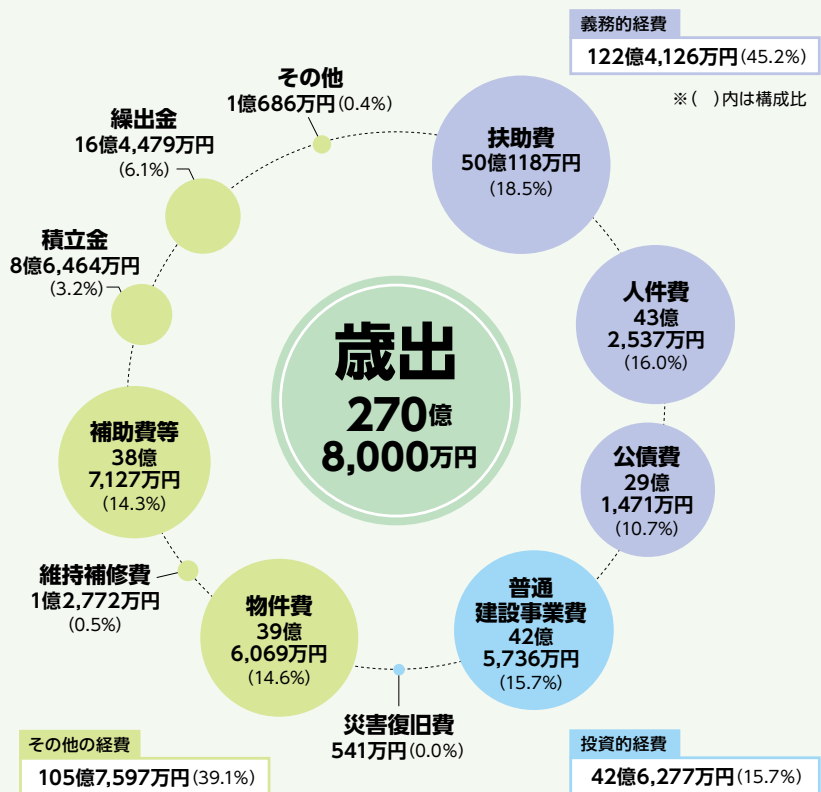 義務的経費
122億4,126万円(45.2%)
※(　)内は構成比
その他
1億686万円(0.4%)
繰出金
16億4,479万円
(6.1%)
積立金
8億6,464万円
(3.2%)
扶助費
50億118万円
(18.5%)
人件費
43億
2,537万円
(16.0%)
歳出
270億
8,000万円
補助費等
38億
7,127万円
(14.3%)
公債費
29億
1,471万円
(10.7%)
維持補修費
1億2,772万円
(0.5%)
物件費
39億
6,069万円
(14.6%)
普通
建設事業費
42億
5,736万円
(15.7%)
災害復旧費
541万円(0.0%)
その他の経費
105億7,597万円(39.1%)
投資的経費
42億6,277万円(15.7%)